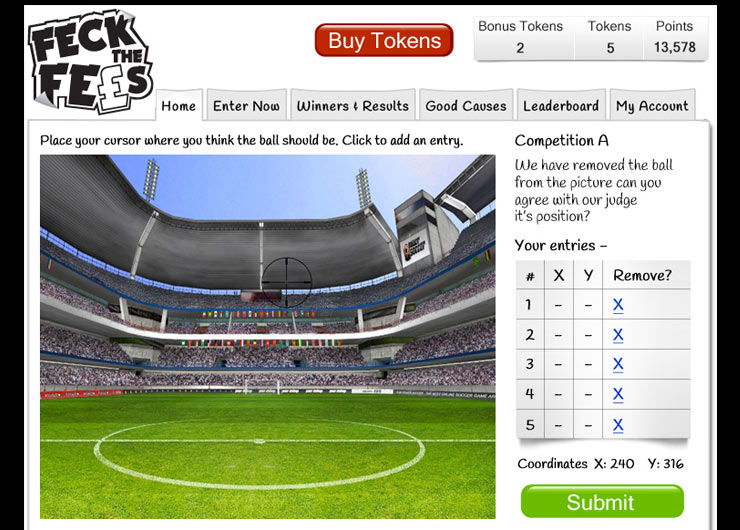 FECK
THE
FE£S
Buy Tokens
Bonus Tokens Tokens Points
2 5 13,578
Home Enter Now Winners & Results Good Causes Leaderboard My Account
Place your cursor where you think the ball should be. Click to add an entry.
Competition A
We have removed the ball
from the picture can you
agree with our judge
it's position?
Your entries –
# X Y Remove?
1 – – X
2 – – X
3 – – X
4 – – X
5 – – X
Coordinates X: 240 Y: 316
Submit